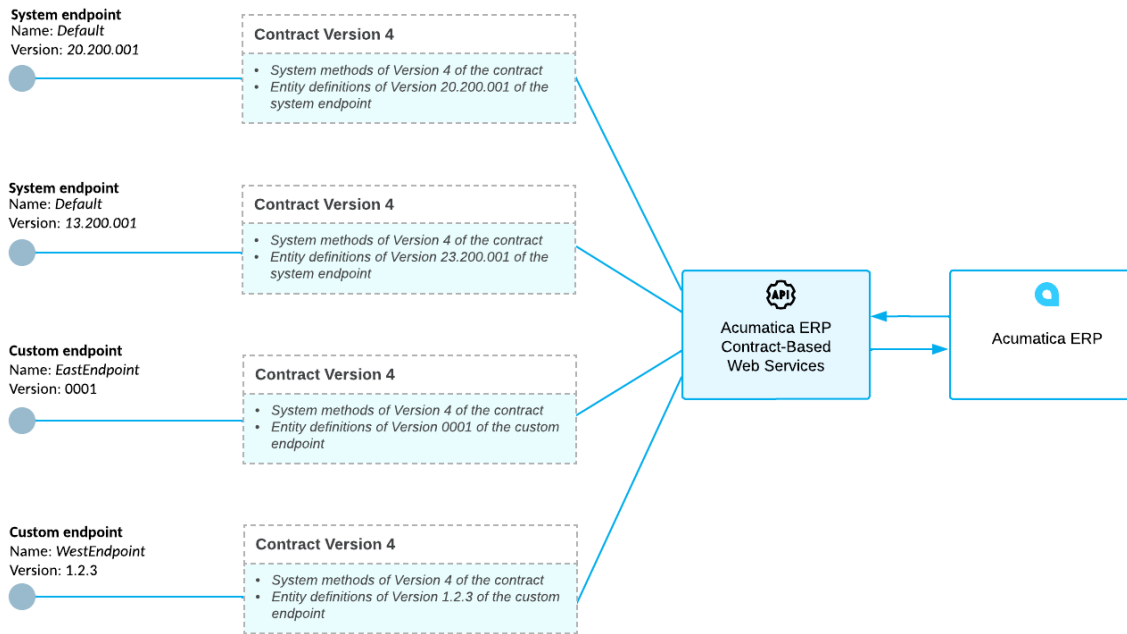 System endpoint
Name: Default
Version: 20.200.001
Contract Version 4
• System methods of Version 4 of the contract
• Entity definitions of Version 20.200.001 of the
system endpoint
System endpoint
Name: Default
Version: 13.200.001
Contract Version 4
• System methods of Version 4 of the contract
• Entity definitions of Version 23.200.001 of the
system endpoint
API
Acumatica ERP
Contract-Based
Web Services
Acumatica ERP
Custom endpoint
Name: EastEndpoint
Version: 0001
Contract Version 4
• System methods of Version 4 of the contract
• Entity definitions of Version 0001 of the custom
endpoint
Custom endpoint
Name: WestEndpoint
Version: 1.2.3
Contract Version 4
• System methods of Version 4 of the contract
• Entity definitions of Version 1.2.3 of the custom
endpoint